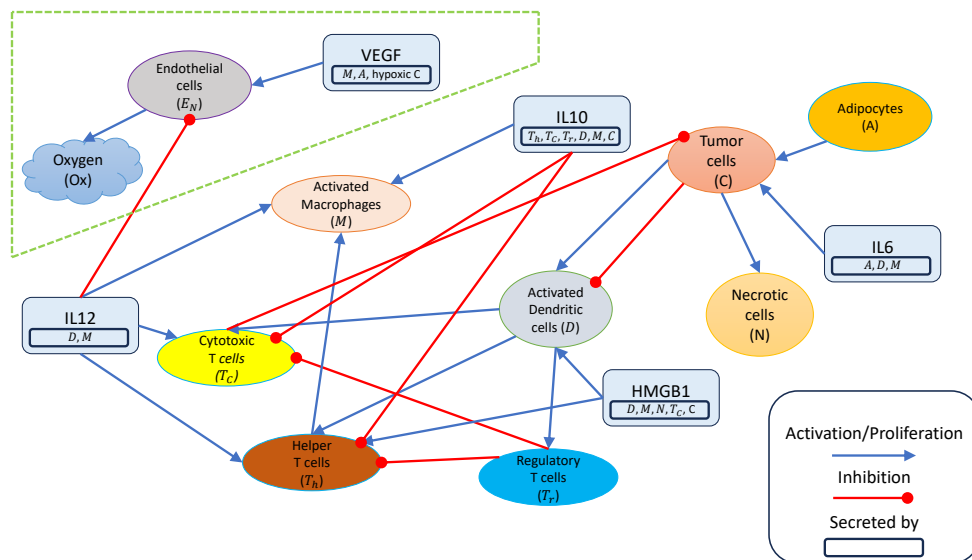 VEGF
M, A, hypoxic C
Endothelial
cells
(E_N)
Oxygen
(Ox)
IL10
T_h, T_C, T_r, D, M, C
Adipocytes
(A)
Tumor
cells
(C)
Activated
Macrophages
(M)
IL6
A, D, M
Activated
Dendritic
cells (D)
Necrotic
cells
(N)
IL12
D, M
Cytotoxic
T cells
(T_C)
HMGB1
D, M, N, T_C, C
Helper
T cells
(T_h)
Regulatory
T cells
(T_r)
Activation/Proliferation
Inhibition
Secreted by